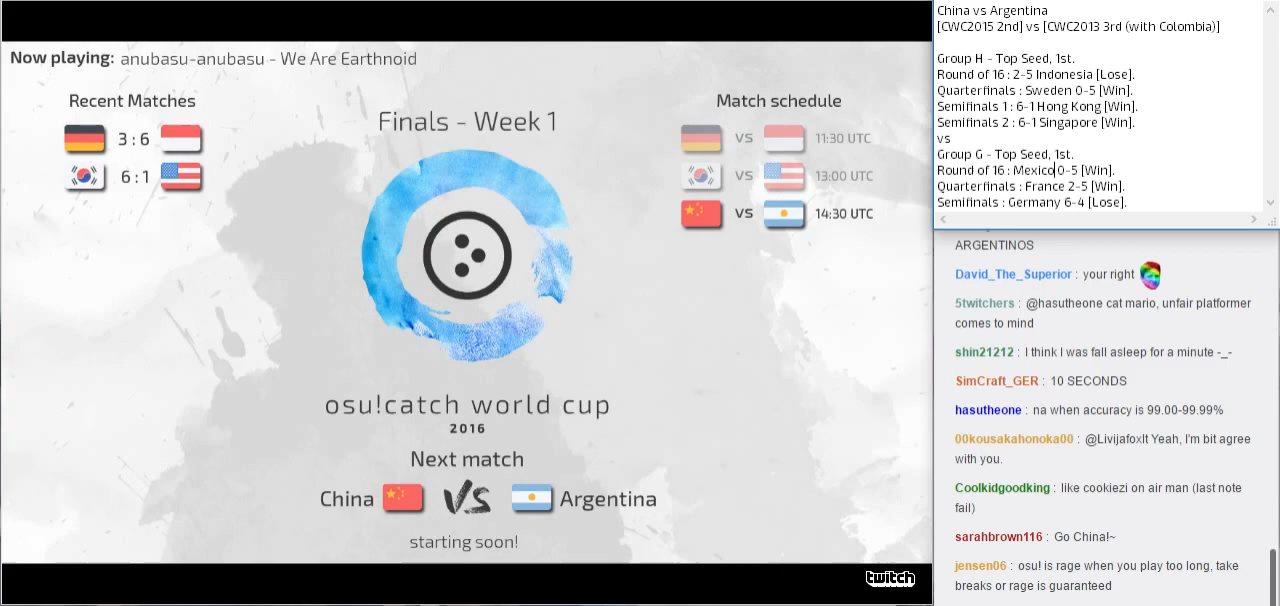 Now playing: anubasu-anubasu - We Are Earthnoid
Recent Matches
3 : 6
6 : 1
Finals - Week 1
Match schedule
VS 11:30 UTC
VS 13:00 UTC
VS 14:30 UTC
osu!catch world cup
2016
Next match
China VS Argentina
starting soon!
twitch
China vs Argentina
[CWC2015 2nd] vs [CWC2013 3rd (with Colombia)]
Group H - Top Seed, 1st.
Round of 16 : 2-5 Indonesia [Lose].
Quarterfinals : Sweden 0-5 [Win].
Semifinals 1 : 6-1 Hong Kong [Win].
Semifinals 2 : 6-1 Singapore [Win].
vs
Group G - Top Seed, 1st.
Round of 16 : Mexico 0-5 [Win].
Quarterfinals : France 2-5 [Win].
Semifinals : Germany 6-4 [Lose].
ARGENTINOS
David_The_Superior : your right
5twitchers : @hasutheone cat mario, unfair platformer
comes to mind
shin21212 : I think I was fall asleep for a minute -_-
SimCraft_GER : 10 SECONDS
hasutheone : na when accuracy is 99.00-99.99%
00kousakahonoka00 : @Livijafoxlt Yeah, I'm bit agree
with you.
Coolkidgoodking : like cookiezi on air man (last note
fail)
sarahbrown116 : Go China!~
jensen06 : osu! is rage when you play too long, take
breaks or rage is guaranteed